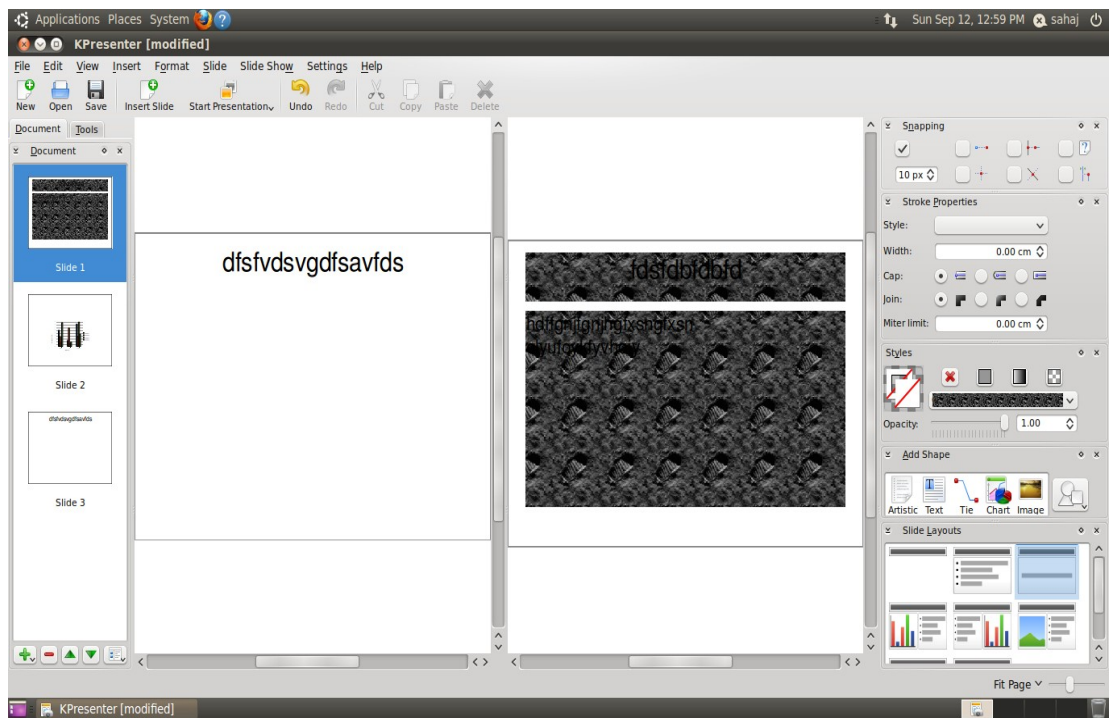 Applications Places System
Sun Sep 12, 12:59 PM sahaj
KPresenter [modified]
File Edit View Insert Format Slide Slide Show Settings Help
New Open Save Insert Slide Start Presentation Undo Redo Cut Copy Paste Delete
Document Tools
Document
Slide 1
Slide 2
dfsfvdsvgdfsavfds
Slide 3
dfsfvdsvgdfsavfds
fdsfdbfdbfd
Snapping
10 px
Stroke Properties
Style:
Width: 0.00 cm
Cap:
Join:
Miter limit: 0.00 cm
Styles
Opacity: 1.00
Add Shape
Artistic Text Tie Chart Image
Slide Layouts
Fit Page
KPresenter [modified]